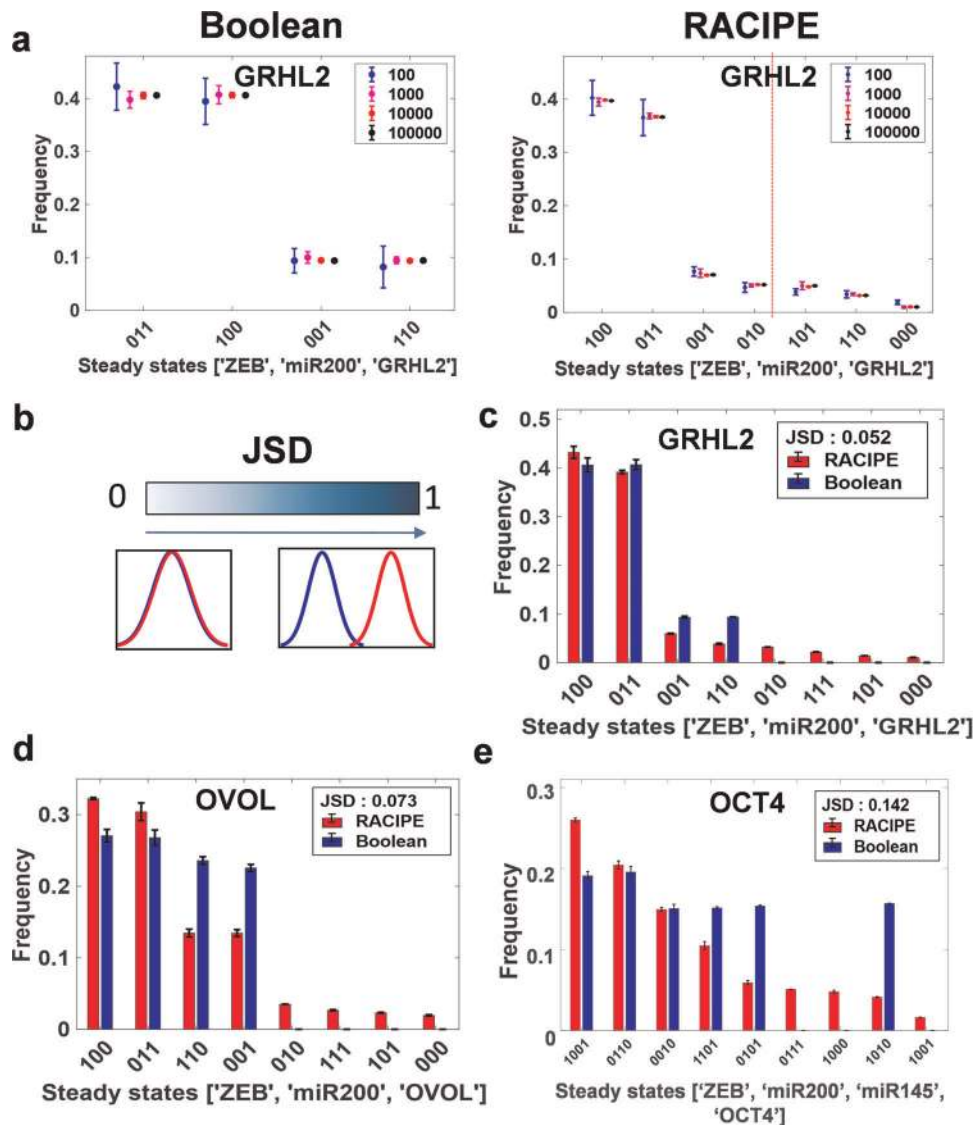 a
Boolean
RACIPE
GRHL2
100
1000
10000
100000
Frequency
0.4
0.3
0.2
0.1
0
011
100
001
110
Steady states ['ZEB', 'miR200', 'GRHL2']
GRHL2
100
1000
10000
100000
Frequency
0.4
0.3
0.2
0.1
0
100
011
001
010
101
110
000
Steady states ['ZEB', 'miR200', 'GRHL2']
b
JSD
0
1
c
GRHL2
JSD : 0.052
RACIPE
Boolean
Frequency
0.5
0.4
0.3
0.2
0.1
0
100
011
001
110
010
111
101
000
Steady states ['ZEB', 'miR200', 'GRHL2']
d
OVOL
JSD : 0.073
RACIPE
Boolean
Frequency
0.3
0.2
0.1
0
100
011
110
001
010
111
101
000
Steady states ['ZEB', 'miR200', 'OVOL']
e
OCT4
JSD : 0.142
RACIPE
Boolean
Frequency
0.3
0.2
0.1
0
1001
0110
0010
1101
0101
0111
1000
1010
1001
Steady states [‘ZEB’, ‘miR200’, ‘miR145’,
‘OCT4’]